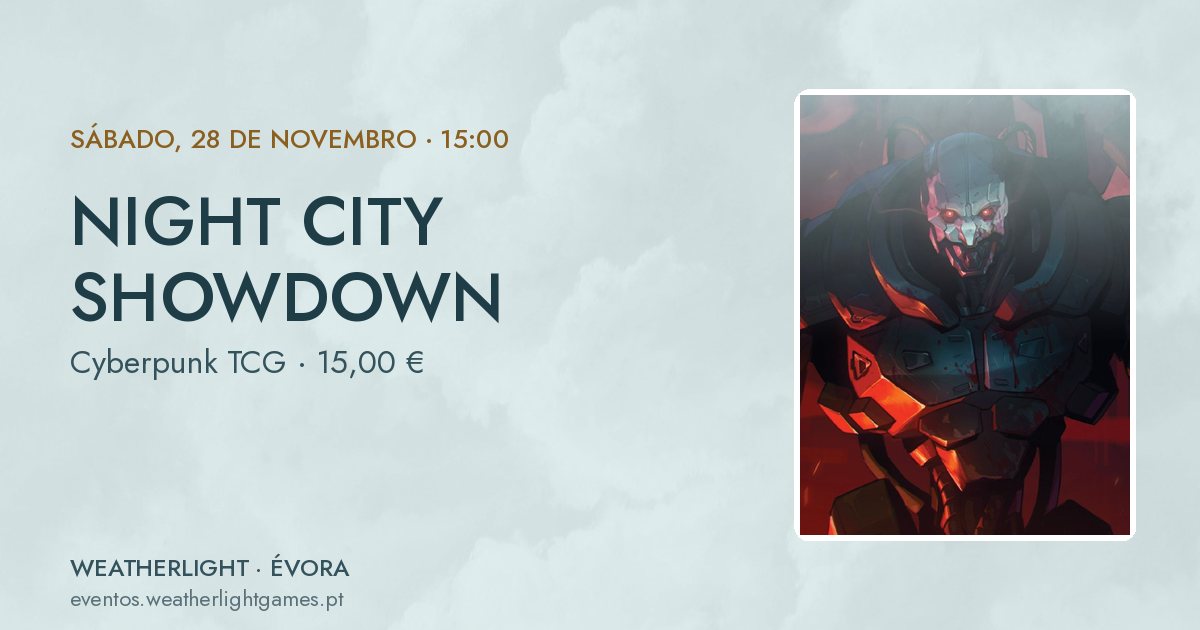 SÁBADO, 28 DE NOVEMBRO · 15:00
NIGHT CITY
SHOWDOWN
Cyberpunk TCG · 15,00 €
WEATHERLIGHT · ÉVORA
eventos.weatherlightgames.pt